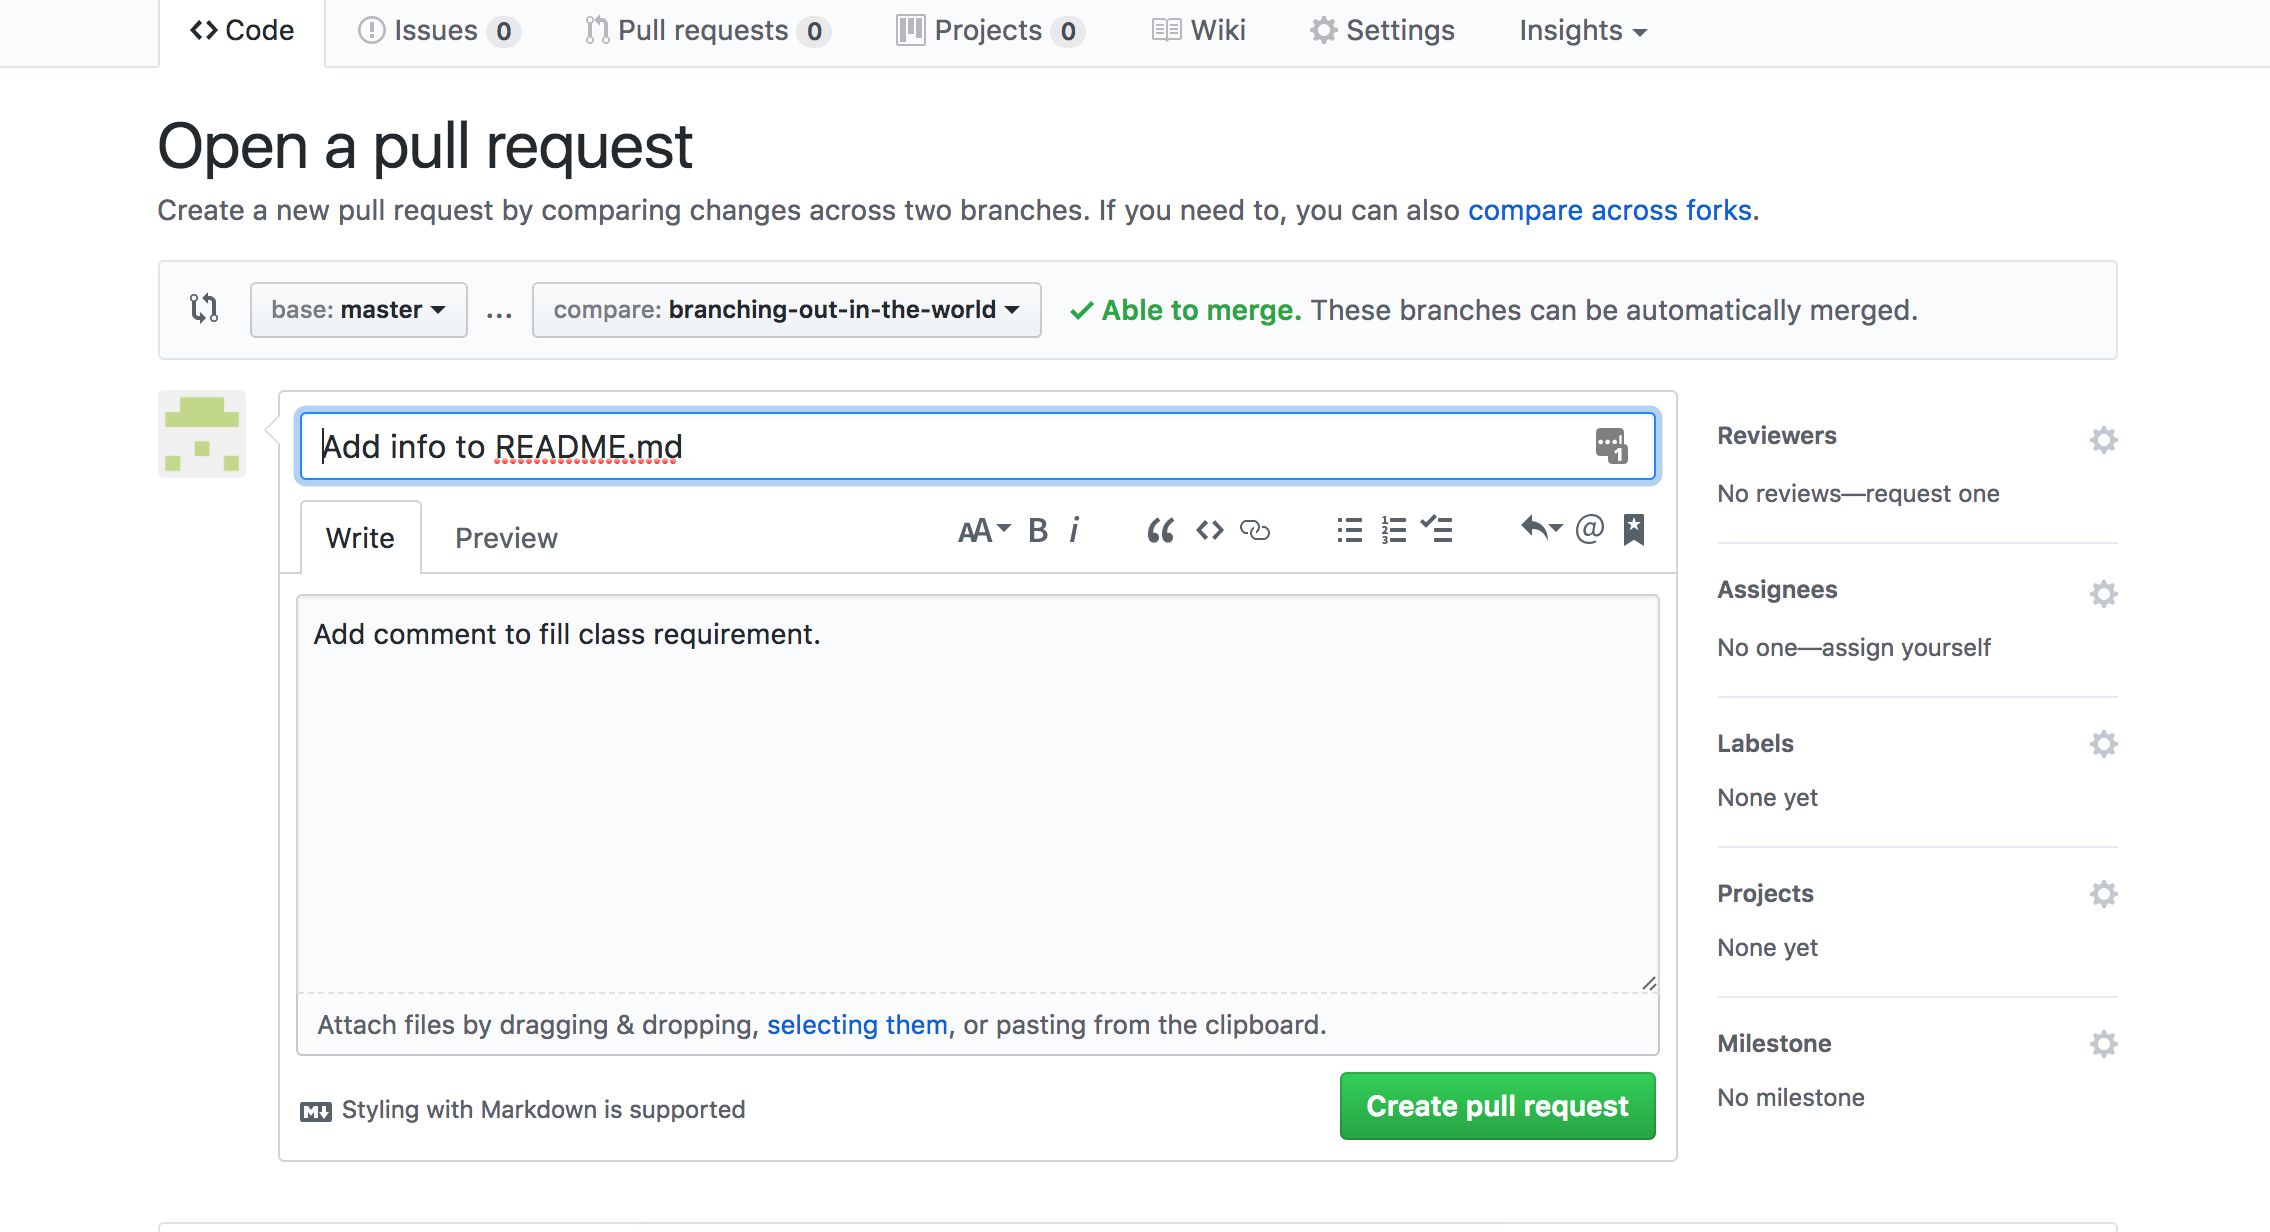 Code Issues 0 Pull requests 0 Projects 0 Wiki Settings Insights
Open a pull request
Create a new pull request by comparing changes across two branches. If you need to, you can also compare across forks.
base: master ... compare: branching-out-in-the-world Able to merge. These branches can be automatically merged.
Add info to README.md
1
Write Preview AA B i “ <> 1 2 3 @
Add comment to fill class requirement.
Attach files by dragging & dropping, selecting them, or pasting from the clipboard.
M Styling with Markdown is supported
Create pull request
Reviewers
No reviews—request one
Assignees
No one—assign yourself
Labels
None yet
Projects
None yet
Milestone
No milestone